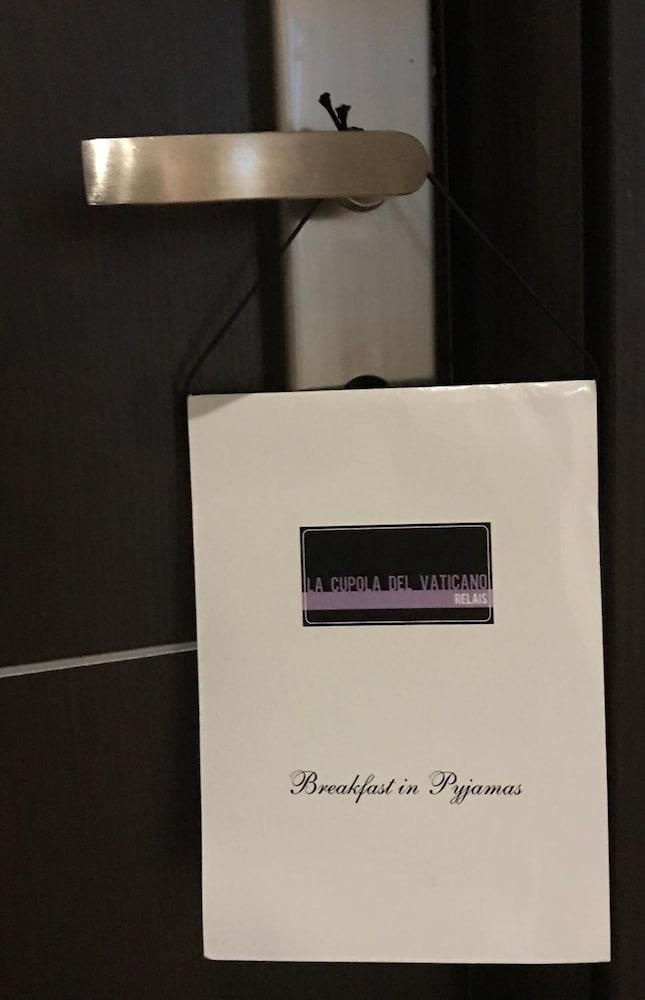 LA CUPOLA DEL VATICANO
RELAIS
Breakfast in Pyjamas